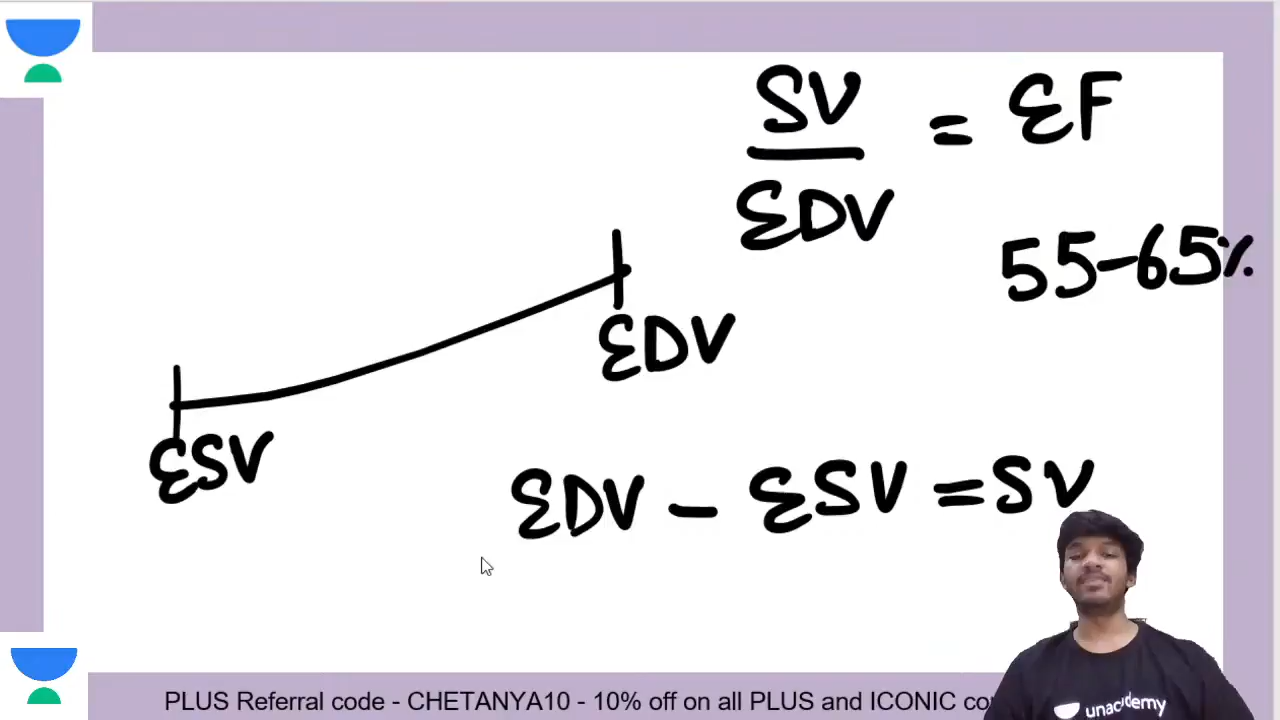 SV
EDV
= EF
55-65%
EDV
ESV
EDV - ESV = SV
PLUS Referral code - CHETANYA10 - 10% off on all PLUS and ICONIC
unacademy